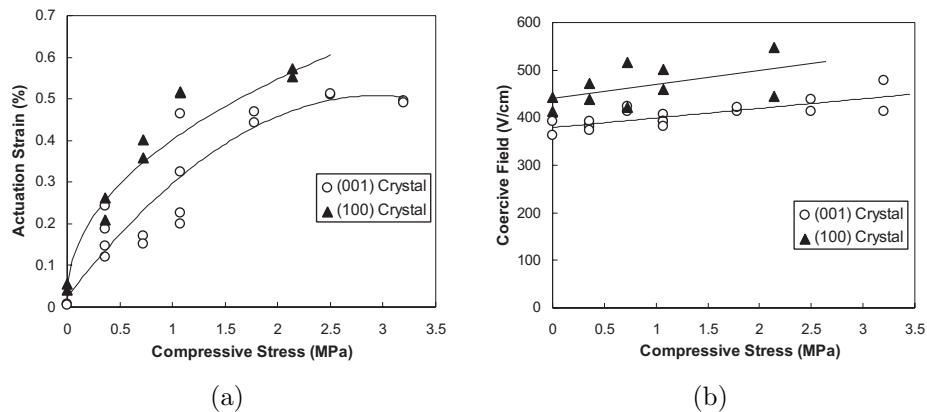 0.7
0.6
0.5
0.4
0.3
0.2
0.1
0
Actuation Strain (%)
(001) Crystal
(100) Crystal
0 0.5 1 1.5 2 2.5 3 3.5
Compressive Stress (MPa)
(a)
600
500
400
300
200
100
0
Coercive Field (V/cm)
(001) Crystal
(100) Crystal
0 0.5 1 1.5 2 2.5 3 3.5
Compressive Stress (MPa)
(b)